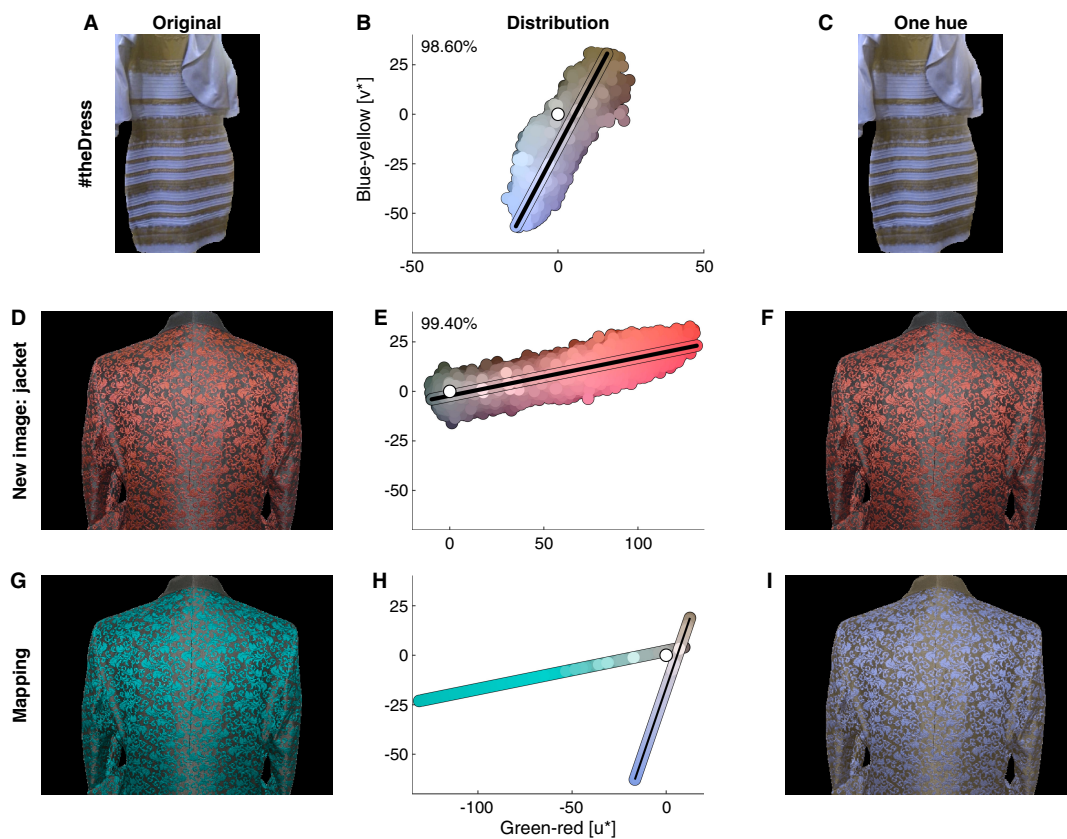 A Original
B Distribution
C One hue
#theDress
Blue-yellow [v*]
98.60%
25
0
-25
-50
-50 0 50
D
E
F
New image: jacket
99.40%
25
0
-25
-50
0 50 100
G
H
I
Mapping
25
0
-25
-50
-100 -50 0
Green-red [u*]